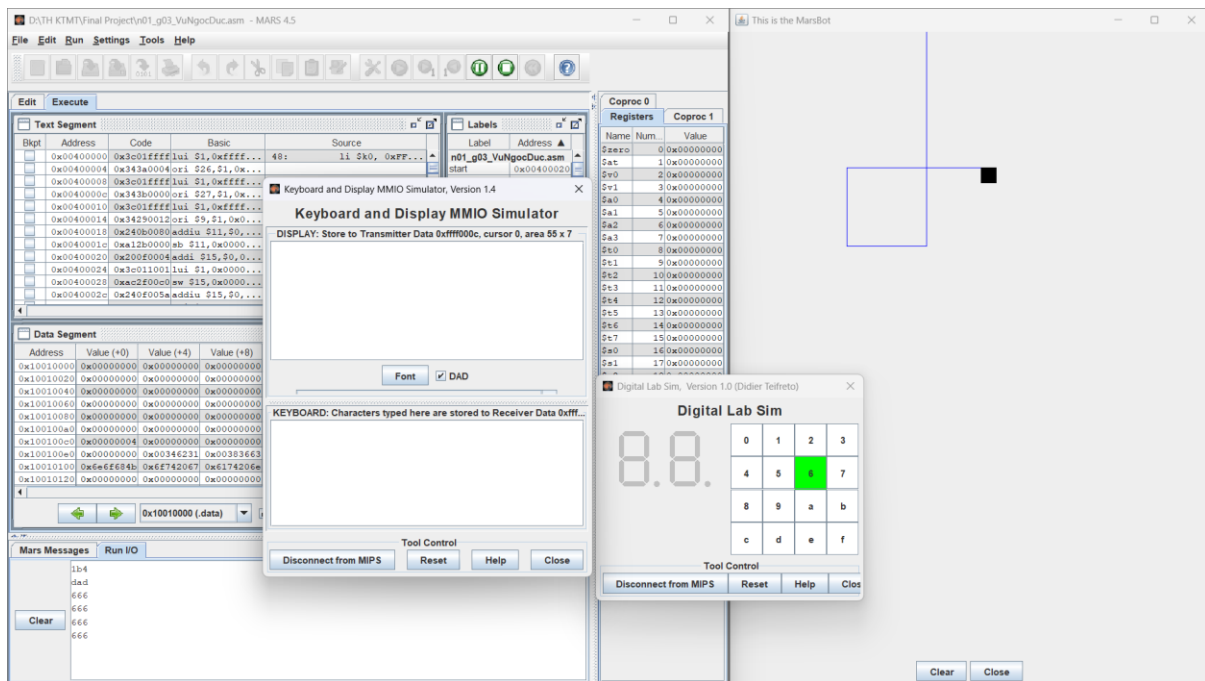 D:\TH KTMT\Final Project\n01_g03_VuNgocDuc.asm - MARS 4.5
File Edit Run Settings Tools Help
Edit Execute
Text Segment
Bkpt Address Code Basic Source
0x00400000 0x3c01ffff lui $1,0xffff... 48: li $k0, 0xFF...
0x00400004 0x343a0004 ori $26,$1,0x...
0x00400008 0x3c01ffff lui $1,0xffff...
0x0040000c 0x343b0000 ori $27,$1,0x...
0x00400010 0x3c01ffff lui $1,0xffff...
0x00400014 0x34290012 ori $9,$1,0x0...
0x00400018 0x240b0080 addiu $11,$0,...
0x0040001c 0xa12b0000 sb $11,0x0000...
0x00400020 0x200f0004 addi $15,$0,0...
0x00400024 0x3c011001 lui $1,0x0000...
0x00400028 0xac2f00c0 sw $15,0x0000...
0x0040002c 0x240f005a addiu $15,$0,...
Labels
Label Address ▲
n01_g03_VuNgocDuc.asm
start 0x00400020
Data Segment
Address Value (+0) Value (+4) Value (+8)
0x10010000 0x00000000 0x00000000 0x00000000
0x10010020 0x00000000 0x00000000 0x00000000
0x10010040 0x00000000 0x00000000 0x00000000
0x10010060 0x00000000 0x00000000 0x00000000
0x10010080 0x00000000 0x00000000 0x00000000
0x100100a0 0x00000000 0x00000000 0x00000000
0x100100c0 0x00000004 0x00000000 0x00000000
0x100100e0 0x00000000 0x00346231 0x00383663
0x10010100 0x6e6f684b 0x6f742067 0x6174206e
0x10010120 0x00000000 0x00000000 0x00000000
0x10010000 (.data)
Mars Messages Run I/O
1b4
dad
666
666
666
666
Clear
Keyboard and Display MMIO Simulator, Version 1.4
Keyboard and Display MMIO Simulator
DISPLAY: Store to Transmitter Data 0xffff000c, cursor 0, area 55 x 7
Font DAD
KEYBOARD: Characters typed here are stored to Receiver Data 0xfff...
Tool Control
Disconnect from MIPS Reset Help Close
Coproc 0
Registers Coproc 1
Name Num... Value
$zero 0 0x00000000
$at 1 0x00000000
$v0 2 0x00000000
$v1 3 0x00000000
$a0 4 0x00000000
$a1 5 0x00000000
$a2 6 0x00000000
$a3 7 0x00000000
$t0 8 0x00000000
$t1 9 0x00000000
$t2 10 0x00000000
$t3 11 0x00000000
$t4 12 0x00000000
$t5 13 0x00000000
$t6 14 0x00000000
$t7 15 0x00000000
$s0 16 0x00000000
$s1 17 0x00000000
Digital Lab Sim, Version 1.0 (Didier Teifreto)
Digital Lab Sim
0 1 2 3
4 5 6 7
8 9 a b
c d e f
Tool Control
Disconnect from MIPS Reset Help Clos
This is the MarsBot
Clear Close